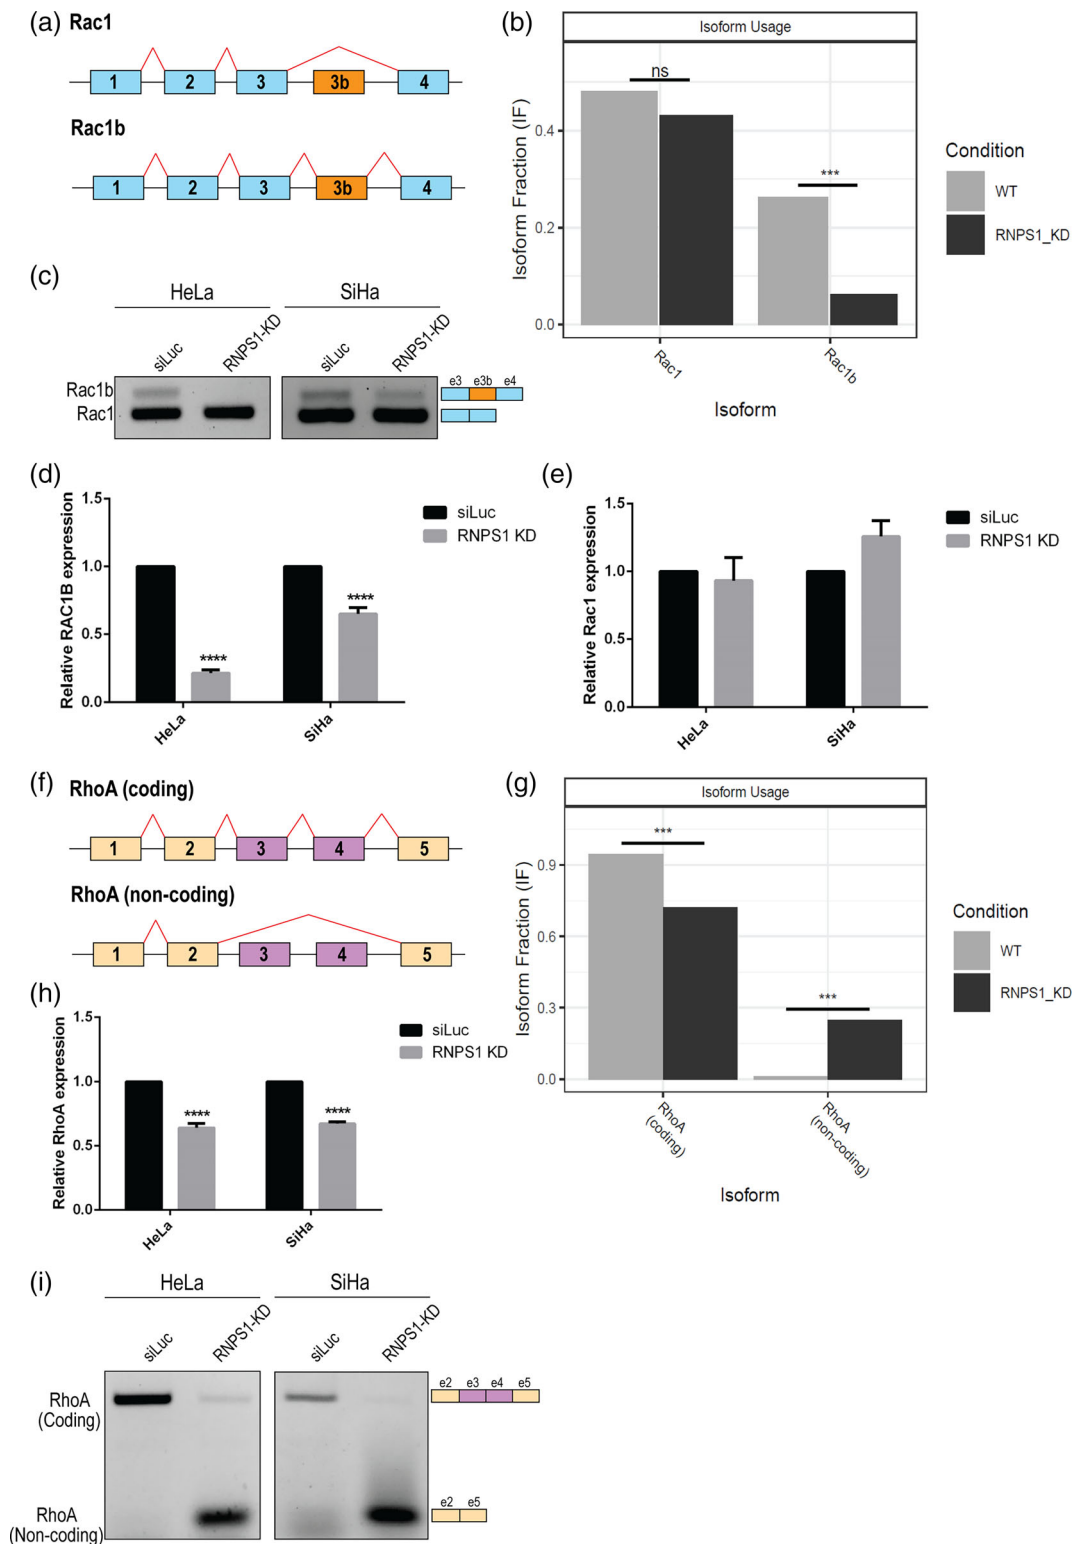 (a) Rac1
1 2 3 3b 4
Rac1b
1 2 3 3b 4
(b)
Isoform Usage
ns
***
Isoform Fraction (IF)
0.4
0.2
0.0
Rac1
Rac1b
Isoform
Condition
WT
RNPS1_KD
(c)
HeLa SiHa
siLuc RNPS1-KD siLuc RNPS1-KD
Rac1b
Rac1
e3 e3b e4
(d)
Relative RAC1B expression
1.5
1.0
0.5
0.0
****
****
HeLa
SiHa
siLuc
RNPS1 KD
(e)
Relative Rac1 expression
1.5
1.0
0.5
0.0
HeLa
SiHa
siLuc
RNPS1 KD
(f)
RhoA (coding)
1 2 3 4 5
RhoA (non-coding)
1 2 3 4 5
(g)
Isoform Usage
***
***
Isoform Fraction (IF)
0.9
0.6
0.3
0.0
RhoA
(coding)
RhoA
(non-coding)
Isoform
Condition
WT
RNPS1_KD
(h)
Relative RhoA expression
1.5
1.0
0.5
0.0
****
****
HeLa
SiHa
siLuc
RNPS1 KD
(i)
HeLa SiHa
siLuc RNPS1-KD siLuc RNPS1-KD
RhoA
(Coding)
e2 e3 e4 e5
RhoA
(Non-coding)
e2 e5